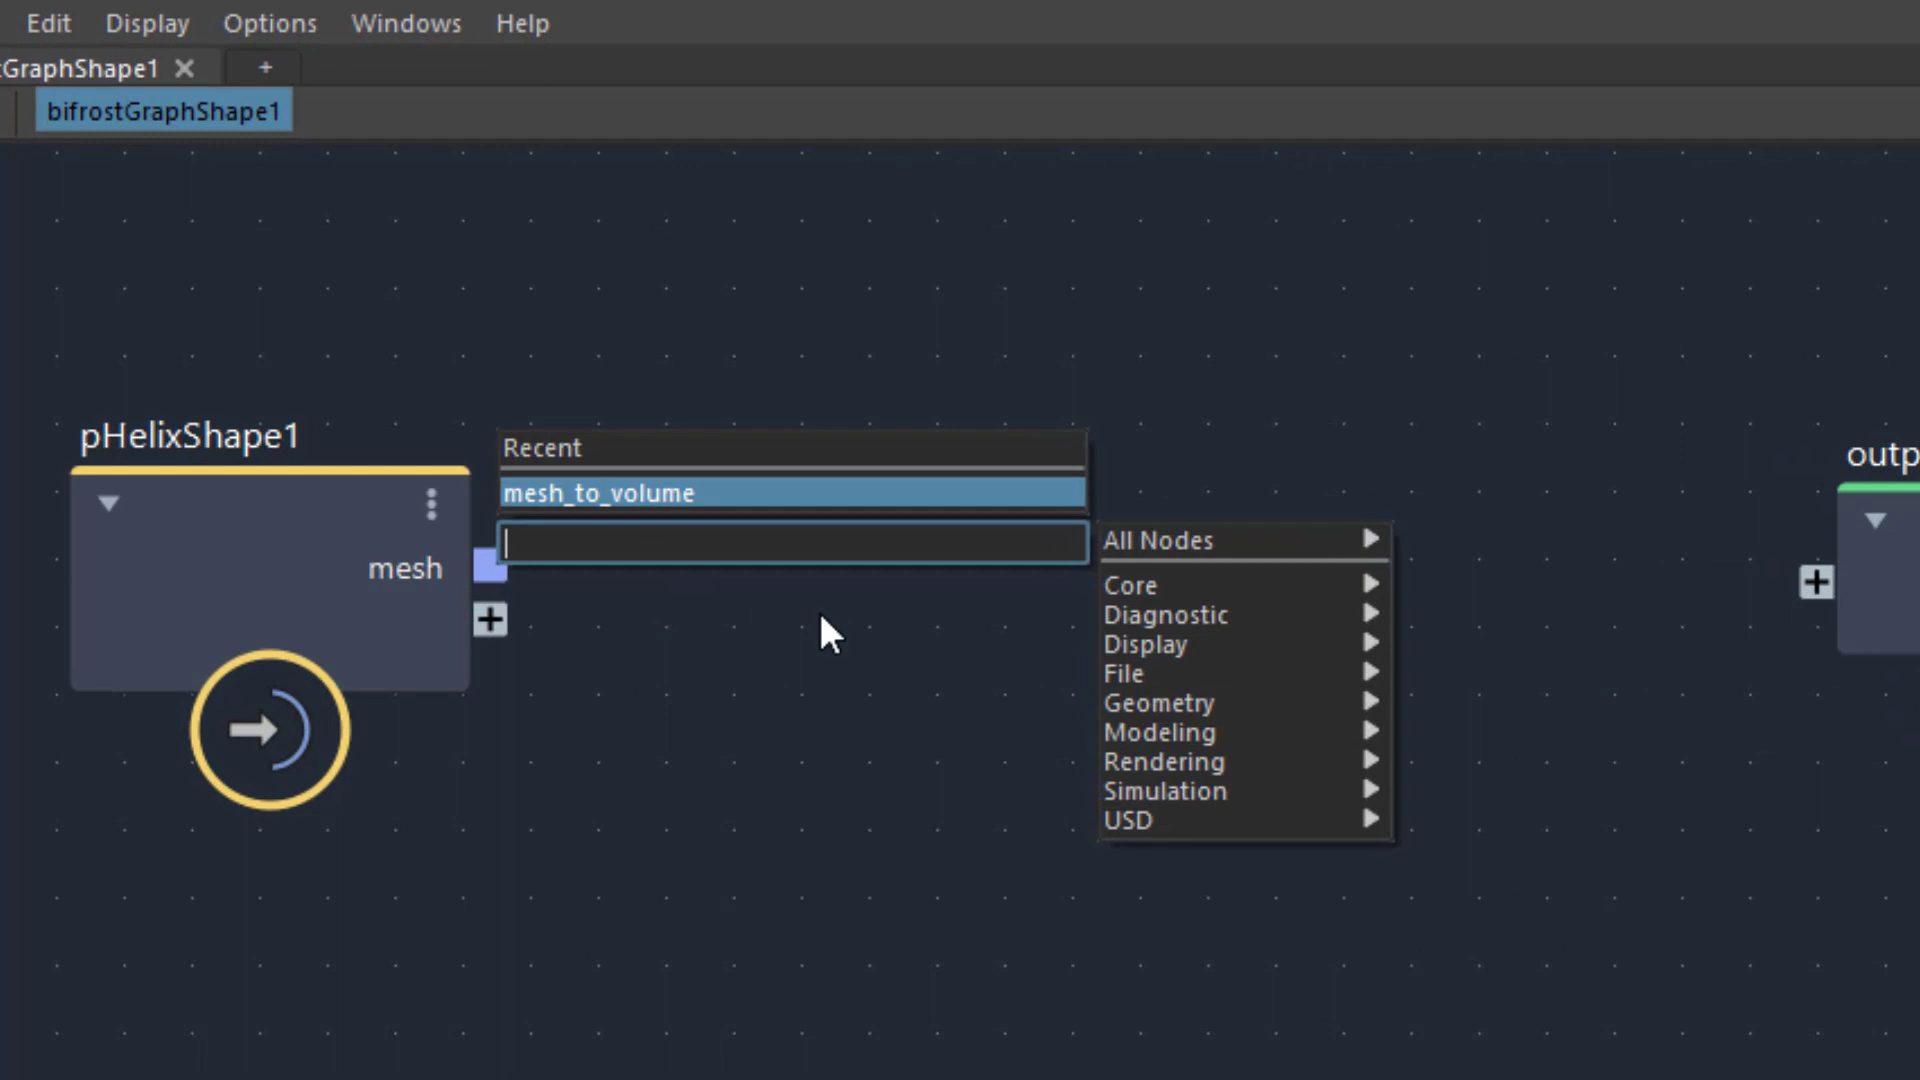 Edit Display Options Windows Help
tGraphShape1 +
bifrostGraphShape1
pHelixShape1
mesh
Recent
mesh_to_volume
All Nodes
Core
Diagnostic
Display
File
Geometry
Modeling
Rendering
Simulation
USD
outp